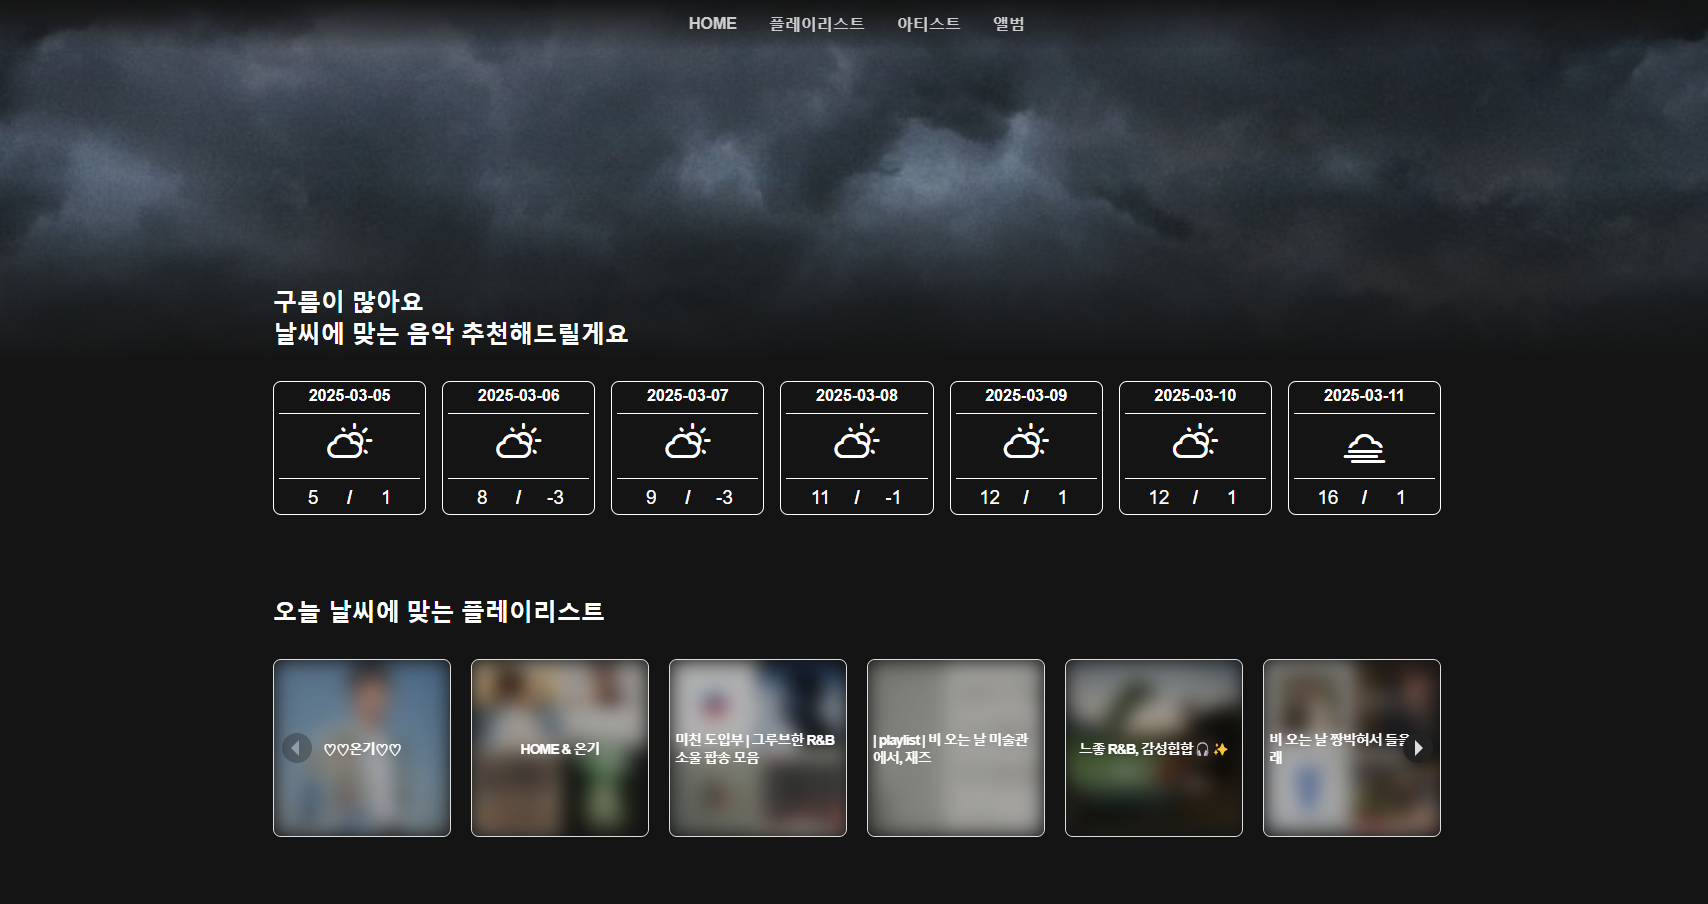 HOME 플레이리스트 아티스트 앨범
구름이 많아요
날씨에 맞는 음악 추천해드릴게요
2025-03-05 2025-03-06 2025-03-07 2025-03-08 2025-03-09 2025-03-10 2025-03-11
5 / 1 8 / -3 9 / -3 11 / -1 12 / 1 12 / 1 16 / 1
오늘 날씨에 맞는 플레이리스트
♡♡온기♡♡
HOME & 온기
미친 도입부 | 그루브한 R&B
소울 팝송 모음
| playlist | 비 오는 날 미술관
에서, 재즈
느좋 R&B, 감성힙합 🎧 ✨
비 오는 날 짱박혀서
래